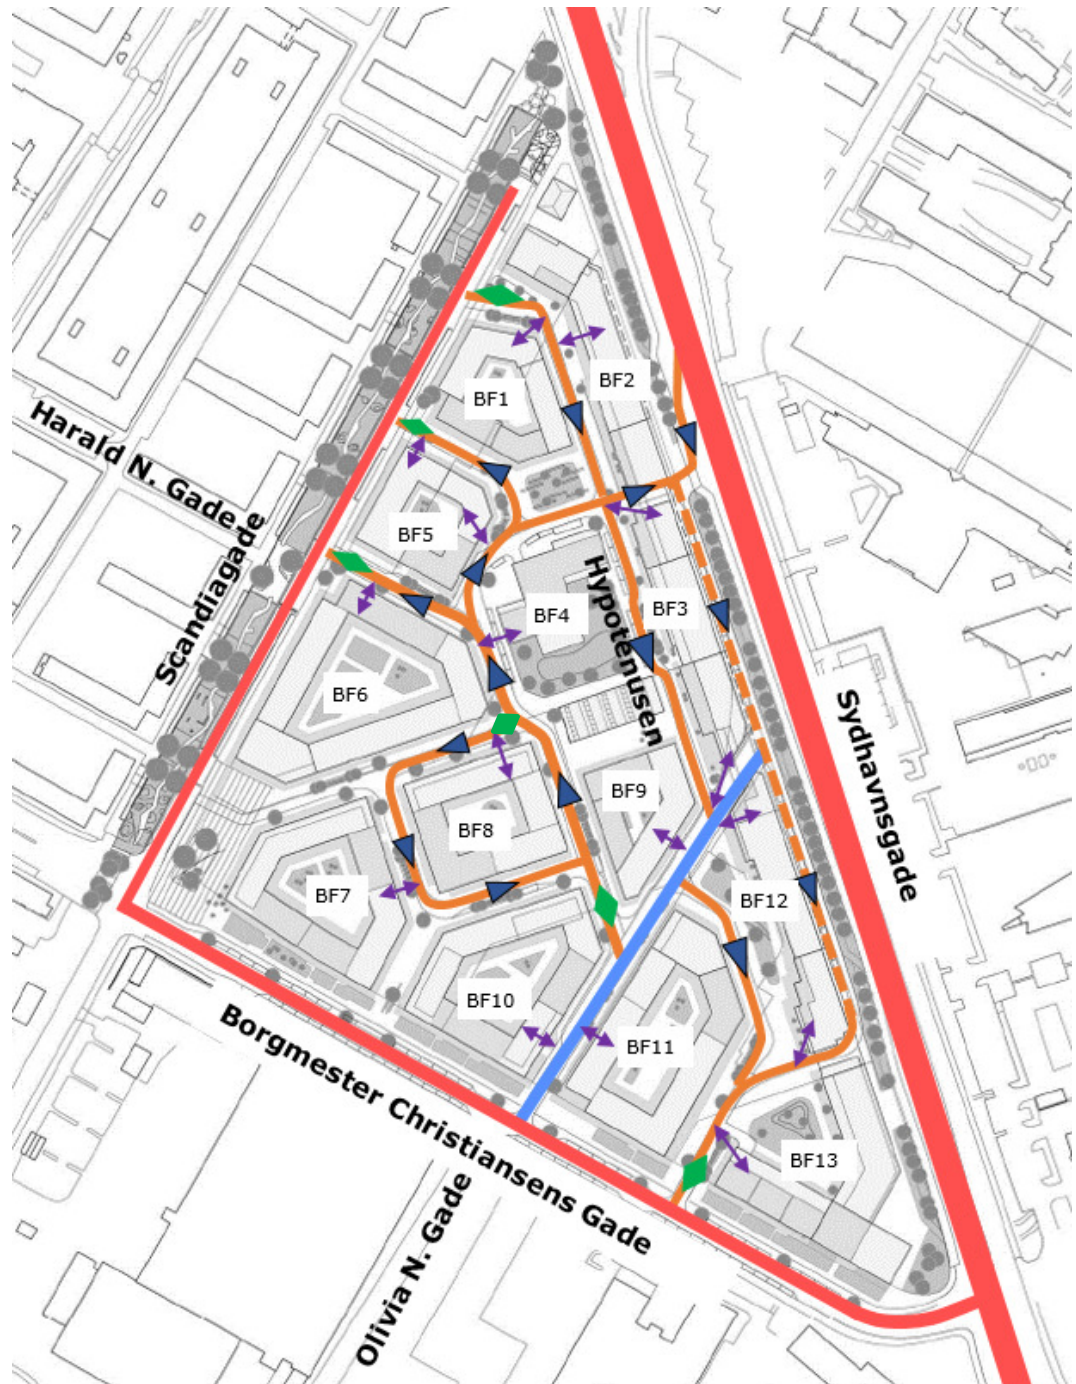 BF2
BF1
Harald N. Gade
BF5
Hypotenusen
BF4
BF3
Scandiagade
BF6
Sydhavnsgade
BF9
BF8
BF7
BF12
BF10
BF11
Borgmester Christiansens Gade
BF13
Olivia N. Gade